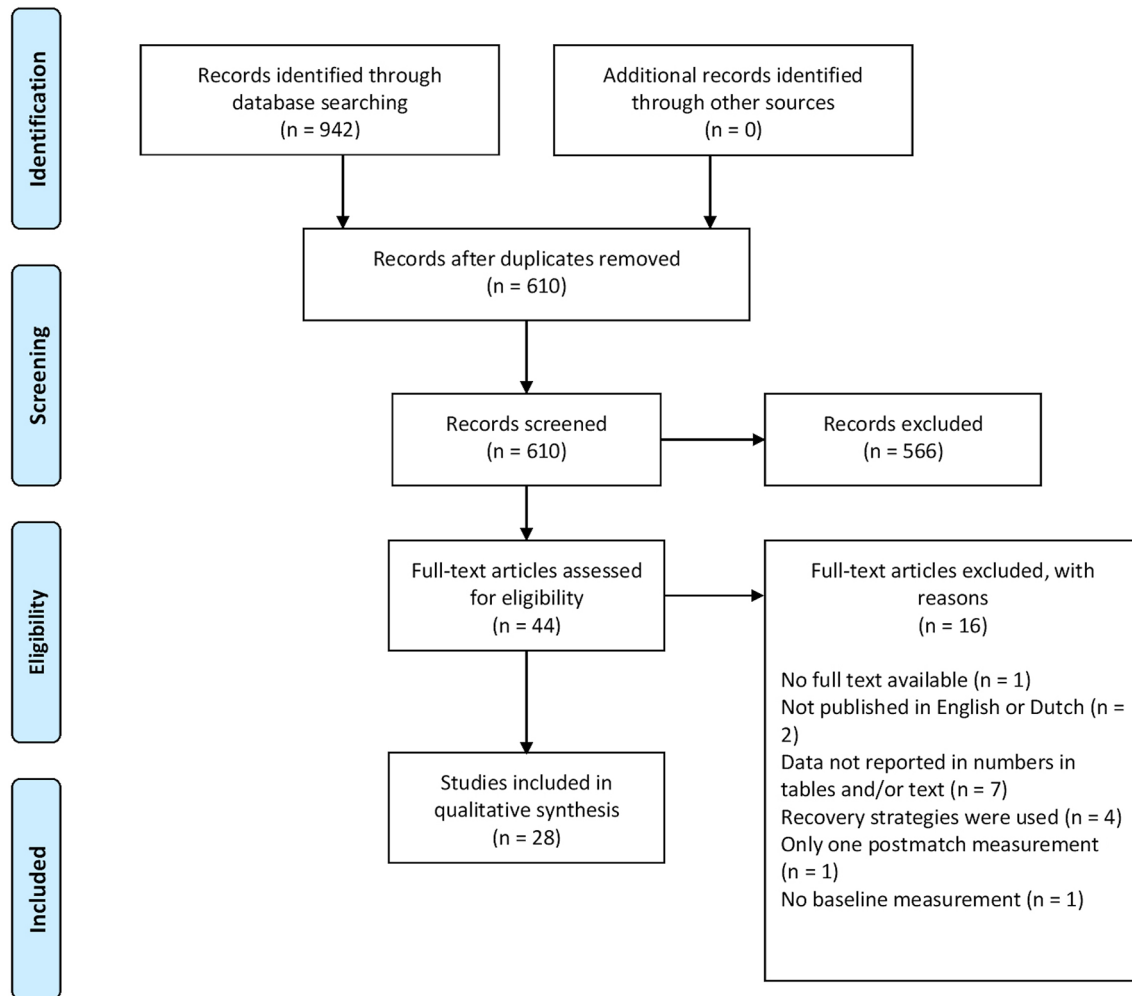 Identification
Records identified through
database searching
(n = 942)
Additional records identified
through other sources
(n = 0)
Records after duplicates removed
(n = 610)
Screening
Records screened
(n = 610)
Records excluded
(n = 566)
Eligibility
Full-text articles assessed
for eligibility
(n = 44)
Full-text articles excluded, with
reasons
(n = 16)
No full text available (n = 1)
Not published in English or Dutch (n =
2)
Data not reported in numbers in
tables and/or text (n = 7)
Recovery strategies were used (n = 4)
Only one postmatch measurement
(n = 1)
No baseline measurement (n = 1)
Included
Studies included in
qualitative synthesis
(n = 28)